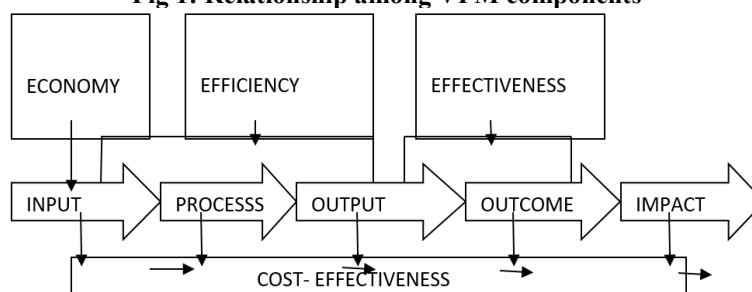 Fig 1: Relationship among VFM components
ECONOMY EFFICIENCY EFFECTIVENESS
INPUT PROCESSS OUTPUT OUTCOME IMPACT
COST- EFFECTIVENESS